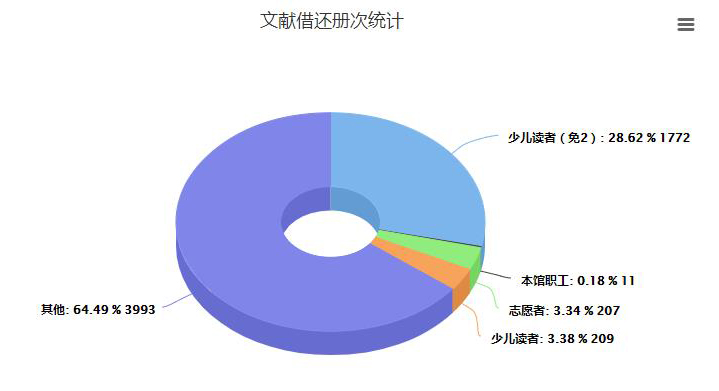 文献借还册次统计
少儿读者（免2）: 28.62 % 1772
本馆职工: 0.18 % 11
志愿者: 3.34 % 207
其他: 64.49 % 3993
少儿读者: 3.38 % 209